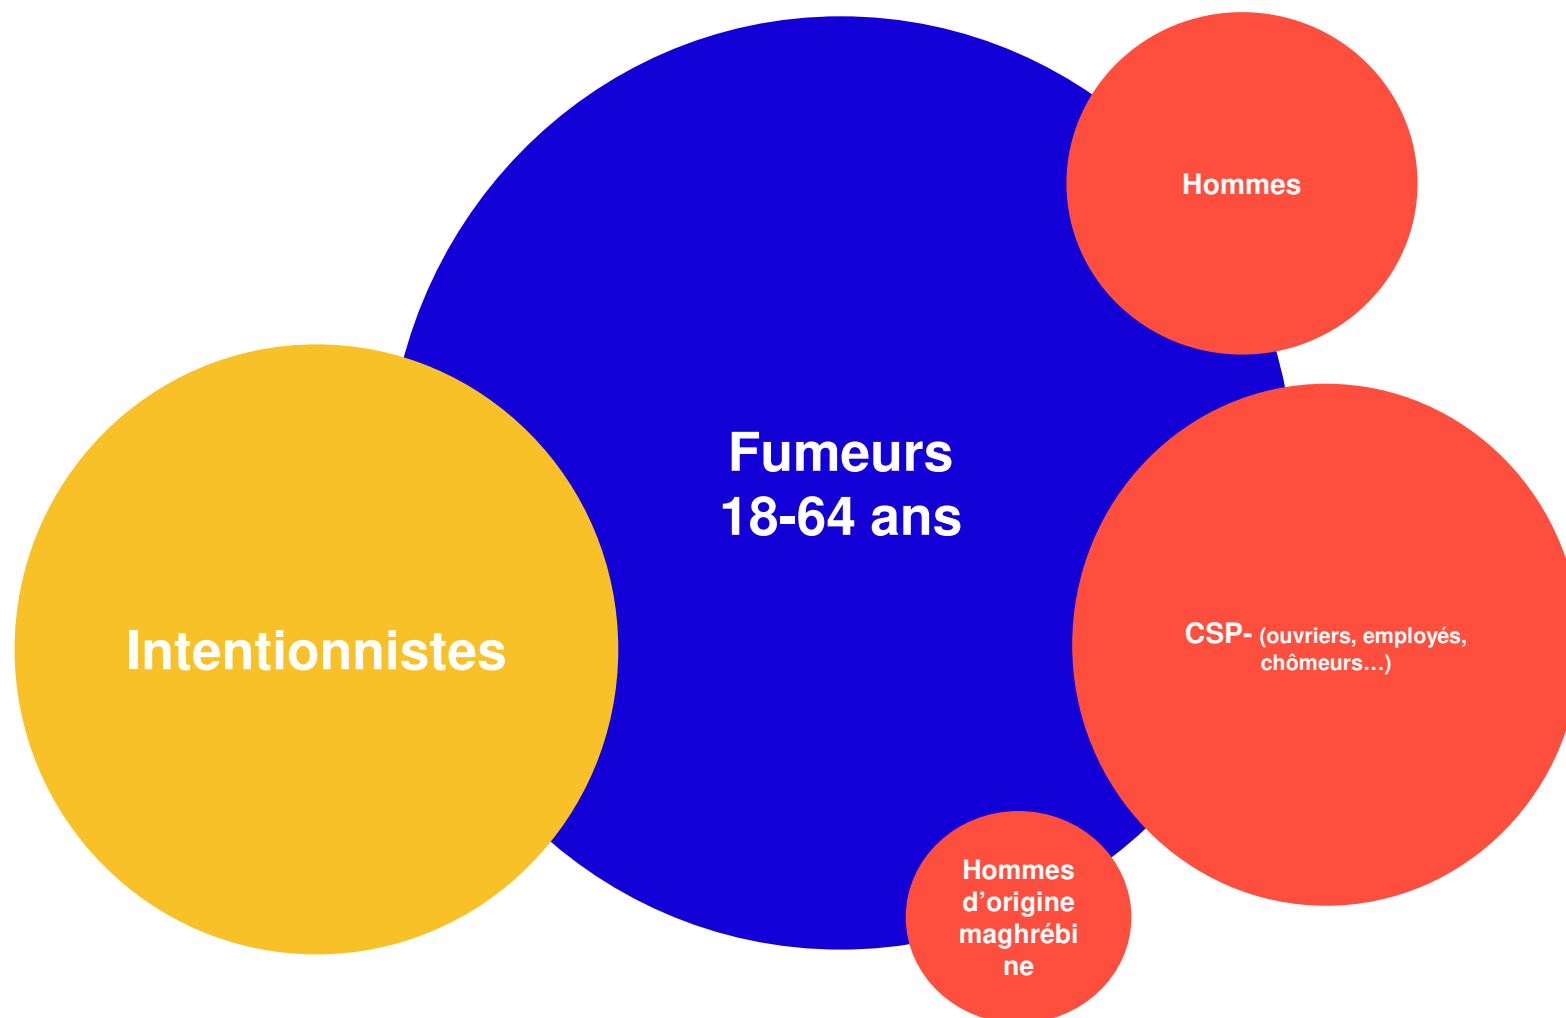 Hommes
Fumeurs
18-64 ans
Intentionnistes
CSP- (ouvriers, employés,
chômeurs…)
Hommes
d’origine
maghrébi
ne